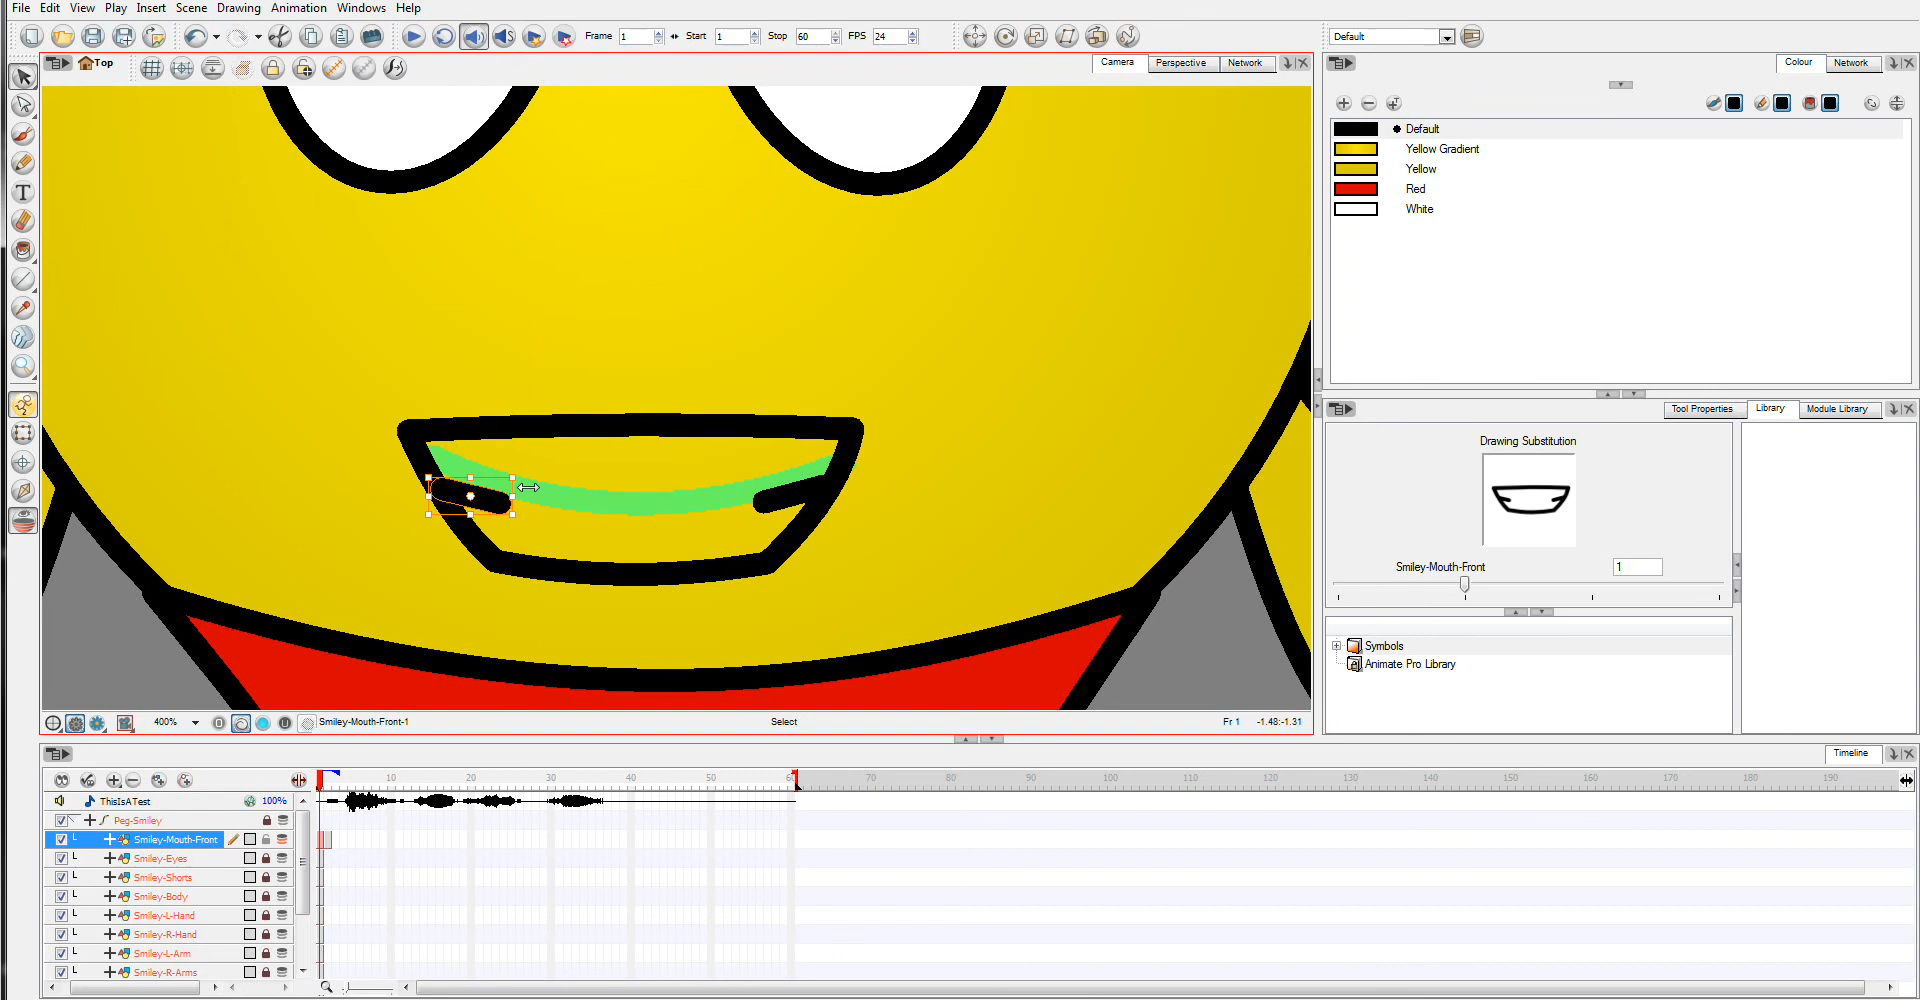 File Edit View Play Insert Scene Drawing Animation Windows Help
Frame 1 Start 1 Stop 60 FPS 24
Default
Top
Camera Perspective Network
Colour Network
Default
Yellow Gradient
Yellow
Red
White
T
Tool Properties Library Module Library
Drawing Substitution
Smiley-Mouth-Front 1
Symbols
Animate Pro Library
400% Smiley-Mouth-Front-1 Select Fr 1 -1.48:-1.31
Timeline
10 20 30 40 50 60 70 80 90 100 110 120 130 140 150 160 170 180 190
ThisIsATest 100%
Peg-Smiley
Smiley-Mouth-Front
Smiley-Eyes
Smiley-Shorts
Smiley-Body
Smiley-L-Hand
Smiley-R-Hand
Smiley-L-Arm
Smiley-R-Arms